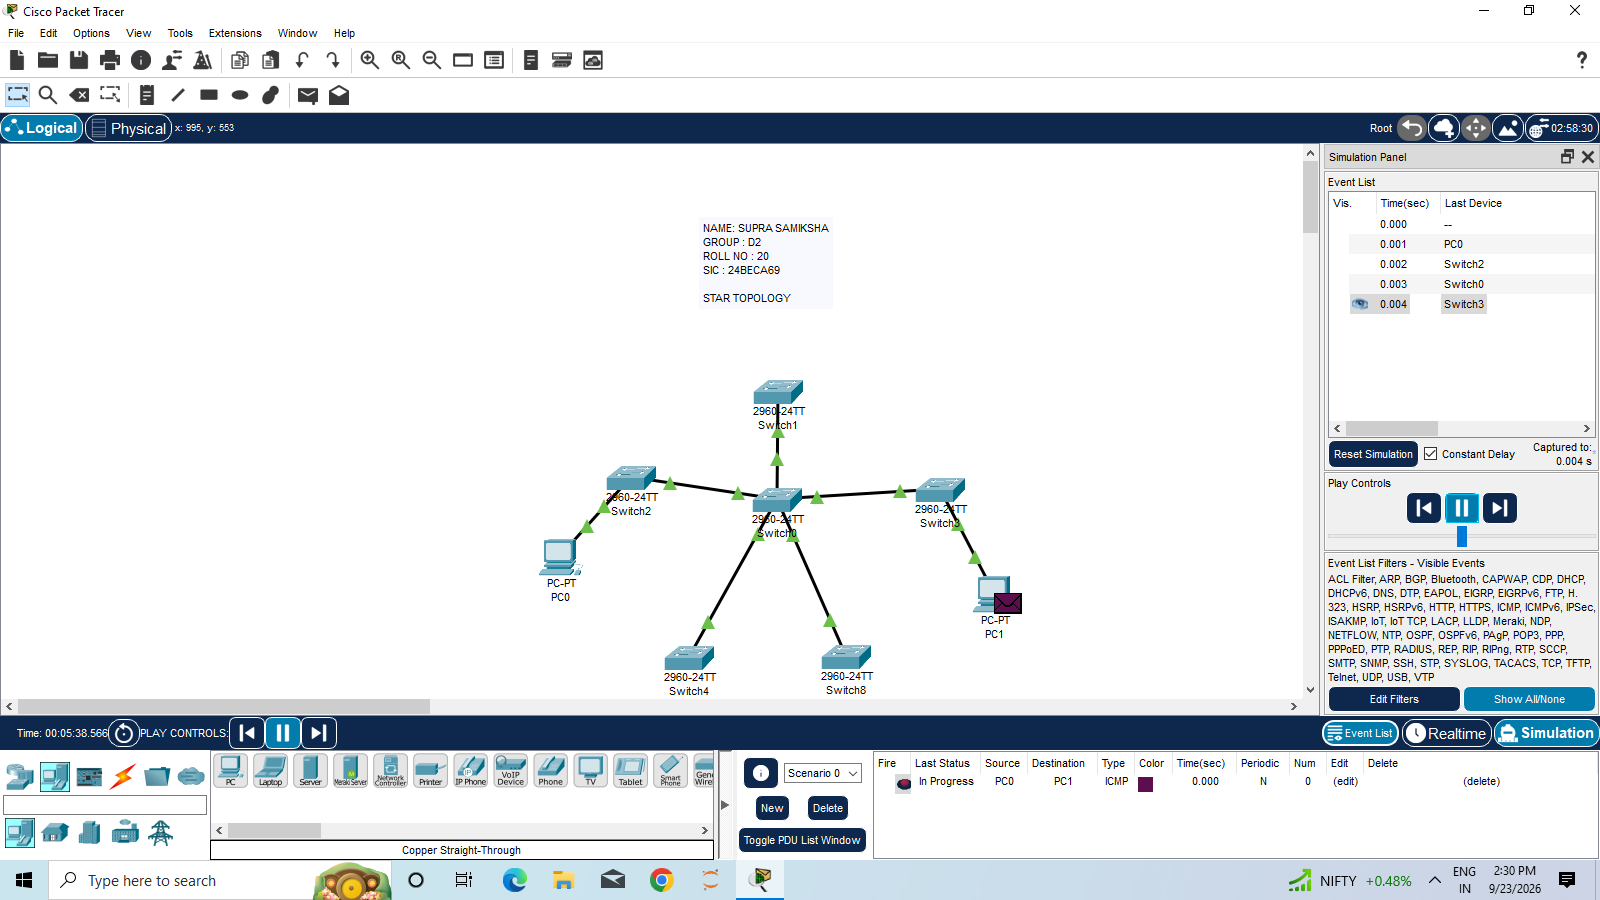 Cisco Packet Tracer
File Edit Options View Tools Extensions Window Help
?
Logical Physical x: 995, y: 553 Root 02:58:30
NAME: SUPRA SAMIKSHA
GROUP : D2
ROLL NO : 20
SIC : 24BECA69
STAR TOPOLOGY
2960-24TT
Switch1
2960-24TT
Switch2
2960-24TT
Switch0
2960-24TT
Switch3
PC-PT
PC0
PC-PT
PC1
2960-24TT
Switch4
2960-24TT
Switch8
Simulation Panel
Event List
Vis. Time(sec) Last Device
0.000 --
0.001 PC0
0.002 Switch2
0.003 Switch0
0.004 Switch3
Reset Simulation Constant Delay Captured to:
0.004 s
Play Controls
Event List Filters - Visible Events
ACL Filter, ARP, BGP, Bluetooth, CAPWAP, CDP, DHCP,
DHCPv6, DNS, DTP, EAPOL, EIGRP, EIGRPv6, FTP, H.
323, HSRP, HSRPv6, HTTP, HTTPS, ICMP, ICMPv6, IPSec,
ISAKMP, IoT, IoT TCP, LACP, LLDP, Meraki, NDP,
NETFLOW, NTP, OSPF, OSPFv6, PAgP, POP3, PPP,
PPPoED, PTP, RADIUS, REP, RIP, RIPng, RTP, SCCP,
SMTP, SNMP, SSH, STP, SYSLOG, TACACS, TCP, TFTP,
Telnet, UDP, USB, VTP
Edit Filters Show All/None
Time: 00:05:38.566 PLAY CONTROLS: Event List Realtime Simulation
PC Laptop Server Meraki Server Network Controller Printer IP Phone VoIP Device Phone TV Tablet Smart Phone
Copper Straight-Through
Scenario 0
New Delete
Toggle PDU List Window
Fire Last Status Source Destination Type Color Time(sec) Periodic Num Edit Delete
In Progress PC0 PC1 ICMP 0.000 N 0 (edit) (delete)
Type here to search
NIFTY +0.48%
ENG
IN
2:30 PM
9/23/2026